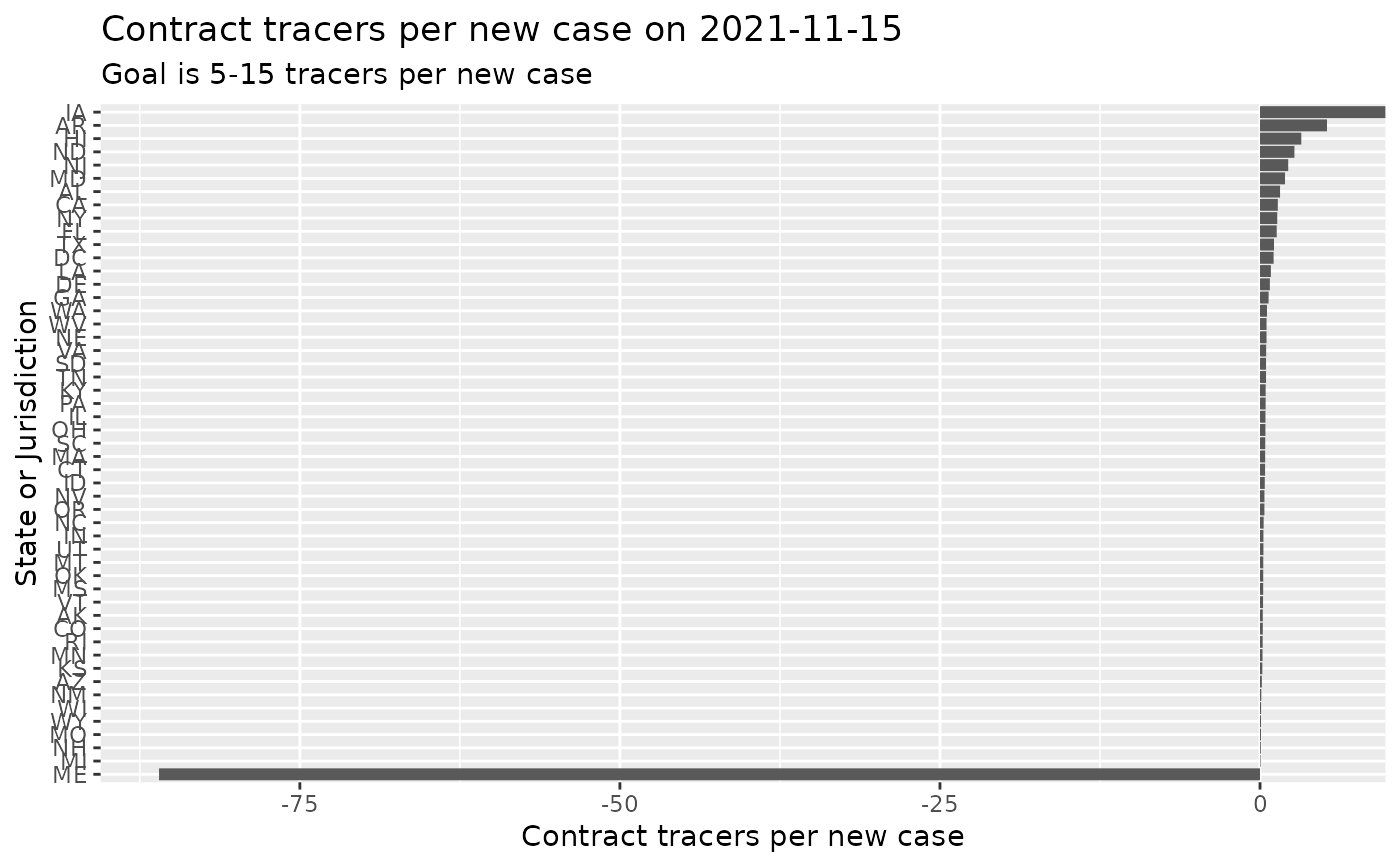 Contract tracers per new case on 2021-11-15
Goal is 5-15 tracers per new case
State or Jurisdiction
IA
AR
HI
ND
NJ
MD
AL
CA
NY
FL
TX
DC
LA
DE
GA
WA
WV
NE
VA
SD
TN
KY
PA
IL
OH
SC
MA
CT
ID
NV
OR
NC
IN
UT
MT
OK
MS
VT
AK
CO
RI
MN
KS
AZ
NM
WI
WY
MO
NH
MI
ME
-75 -50 -25 0
Contract tracers per new case